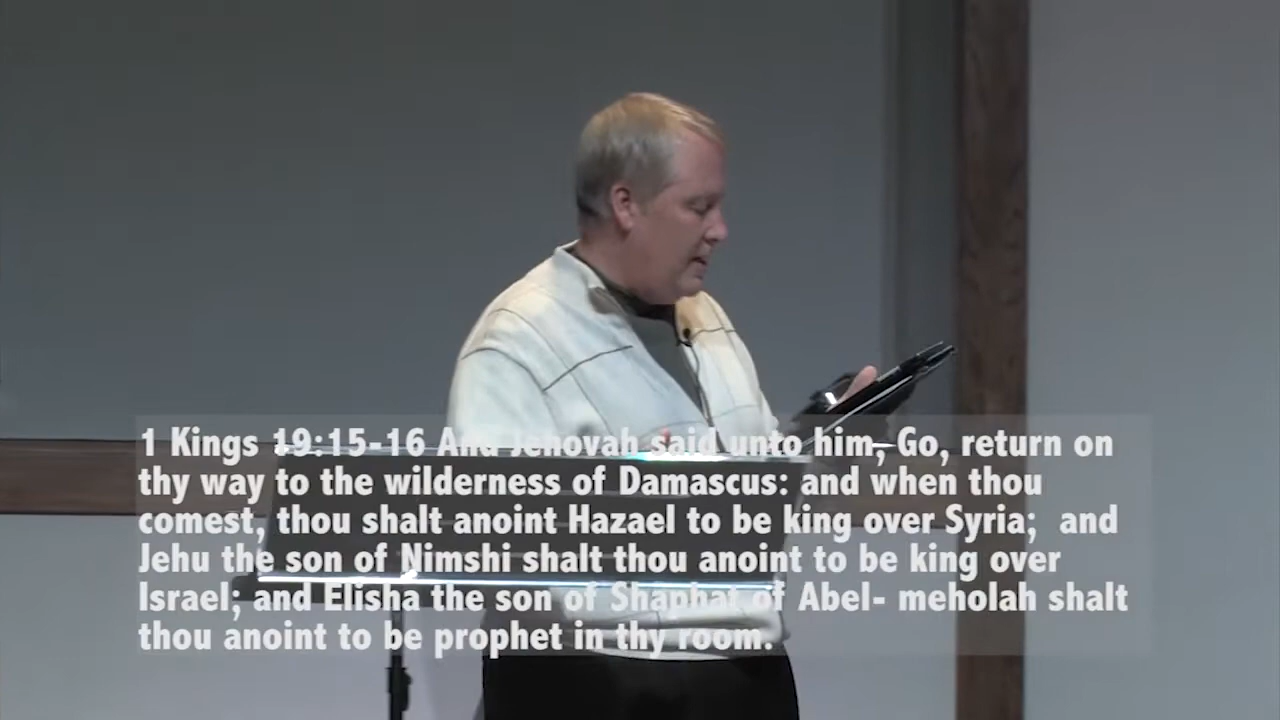 1 Kings 19:15-16 And Jehovah said unto him, Go, return on
thy way to the wilderness of Damascus: and when thou
comest, thou shalt anoint Hazael to be king over Syria;  and
Jehu the son of Nimshi shalt thou anoint to be king over
Israel; and Elisha the son of Shaphat of Abel- meholah shalt
thou anoint to be prophet in thy room.